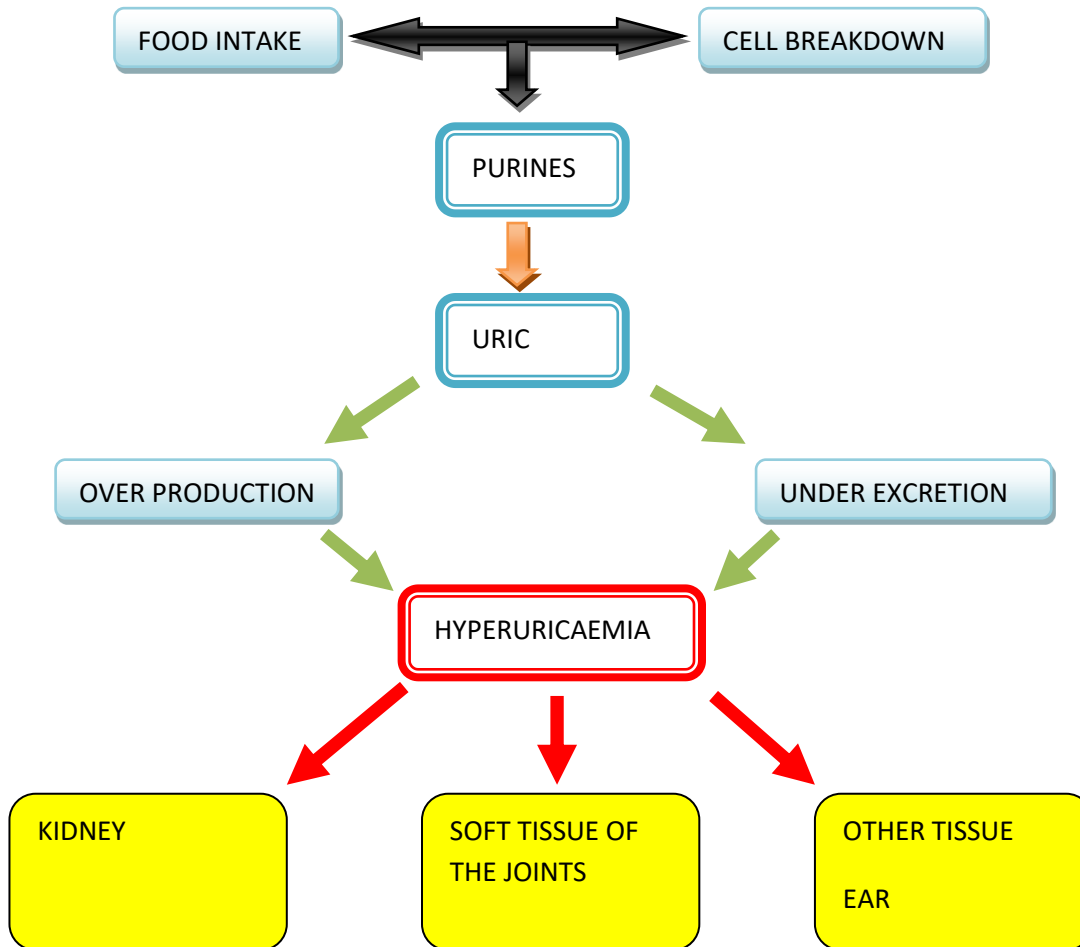 FOOD INTAKE
CELL BREAKDOWN
PURINES
URIC
OVER PRODUCTION
UNDER EXCRETION
HYPERURICAEMIA
KIDNEY
SOFT TISSUE OF
THE JOINTS
OTHER TISSUE
EAR